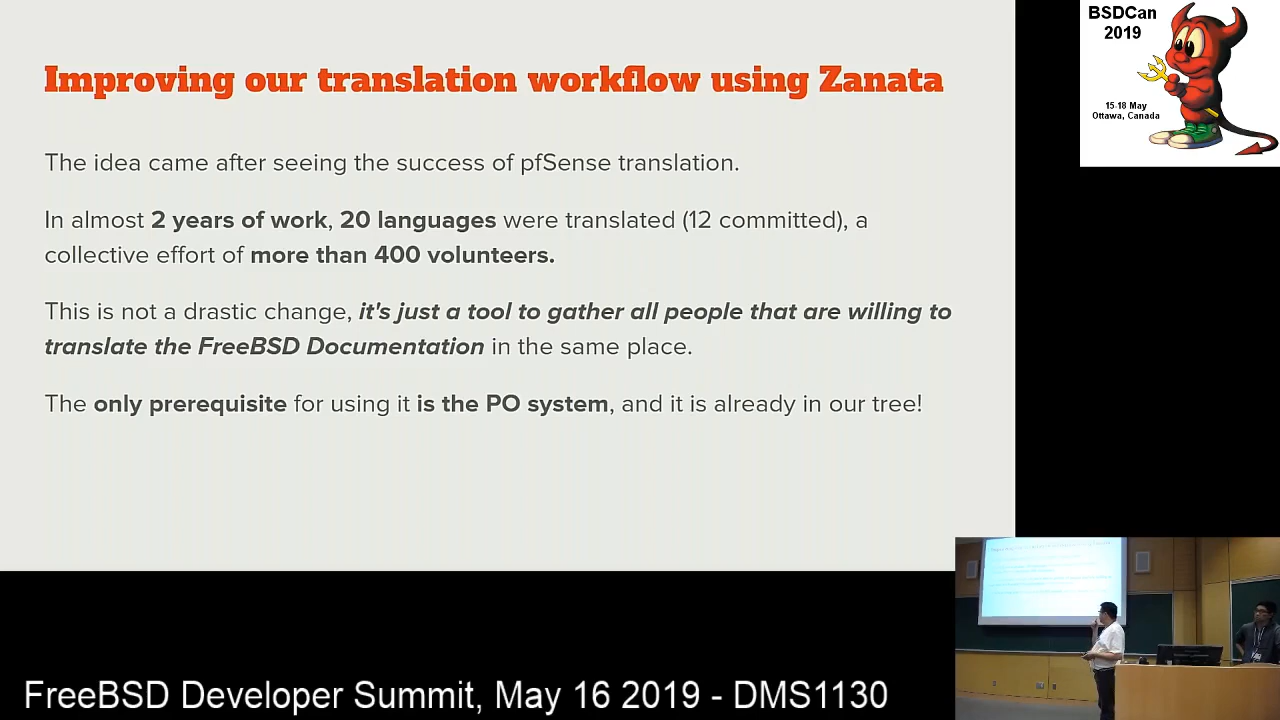 Improving our translation workflow using Zanata
The idea came after seeing the success of pfSense translation.
In almost 2 years of work, 20 languages were translated (12 committed), a
collective effort of more than 400 volunteers.
This is not a drastic change, it's just a tool to gather all people that are willing to
translate the FreeBSD Documentation in the same place.
The only prerequisite for using it is the PO system, and it is already in our tree!
BSDCan
2019
15-18 May
Ottawa, Canada
FreeBSD Developer Summit, May 16 2019 - DMS1130